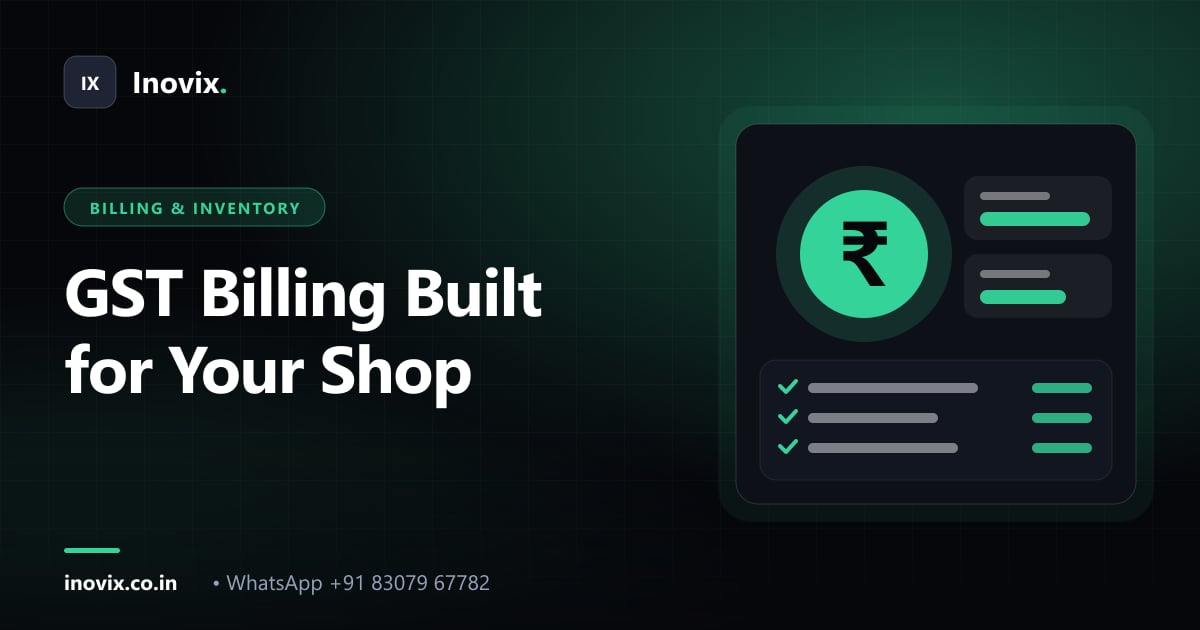 IX
Inovix.
BILLING & INVENTORY
GST Billing Built
for Your Shop
₹
inovix.co.in
• WhatsApp +91 83079 67782